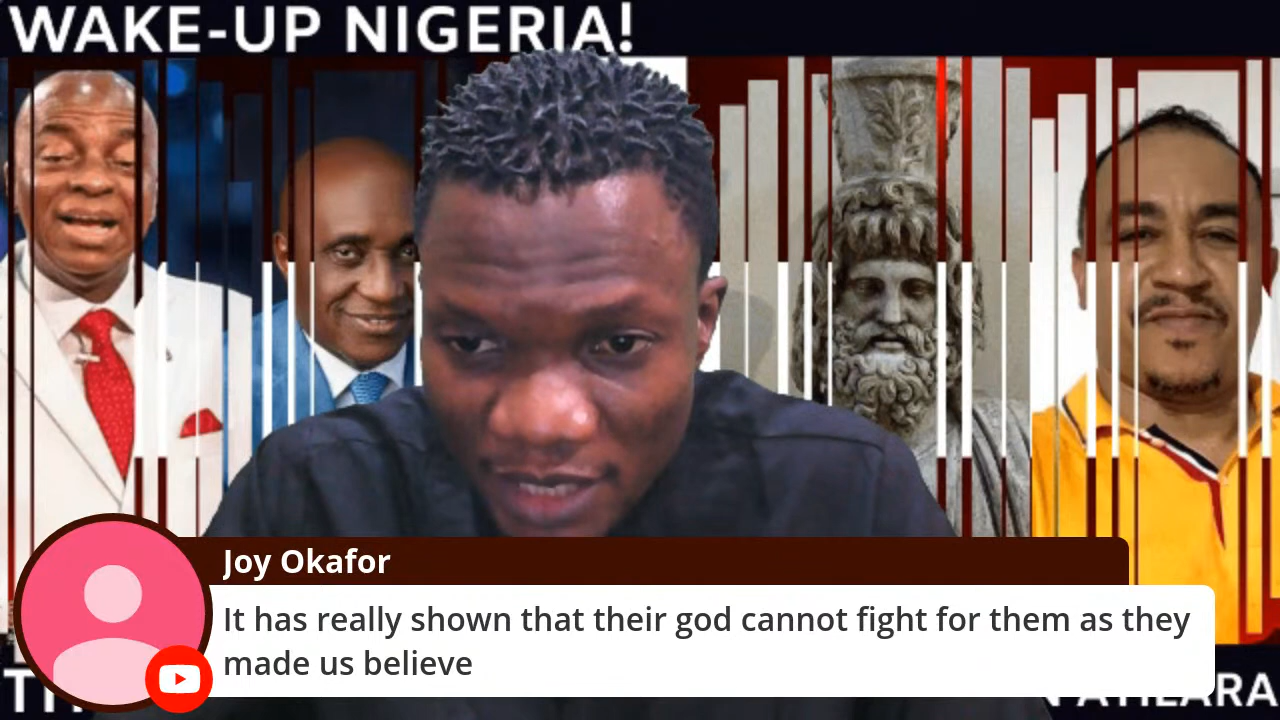 WAKE-UP NIGERIA!
Joy Okafor
It has really shown that their god cannot fight for them as they
made us believe